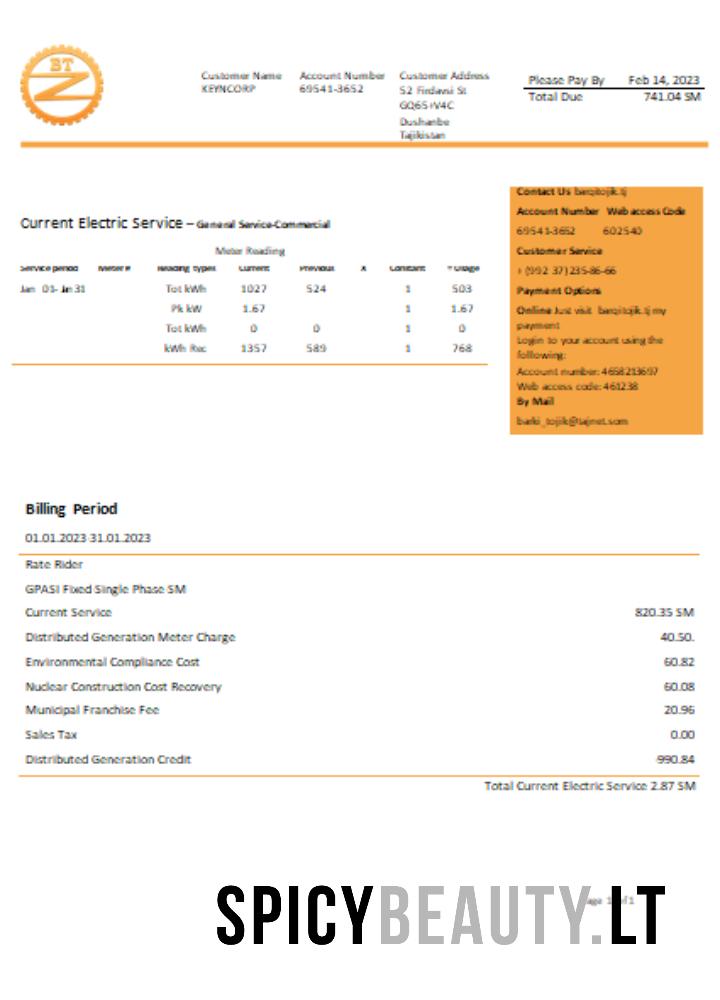 BT
Customer Name Account Number Customer Address
KEYNCORP 69541-3652 52 Firdavsi St
GQ65+V4C
Dushanbe
Tajikistan
Please Pay By Feb 14, 2023
Total Due 741.04 SM
Current Electric Service – General Service-Commercial
Meter Reading
Service period Meter # Reading types Current Previous X Constant = Usage
Jan 01- Jan 31 Tot kWh 1027 524 1 503
Pk kW 1.67 1 1.67
Tot kWh 0 0 1 0
kWh Rec 1357 589 1 768
Contact Us barqitojik.tj
Account Number Web access Code
69541-3652 602540
Customer Service
+ (992 37) 235-86-66
Payment Options
Online Just visit barqitojik.tj my
payment
Login to your account using the
following:
Account number: 4658213697
Web access code: 461238
By Mail
barki_tojik@tajnet.som
Billing Period
01.01.2023-31.01.2023
Rate Rider
GPASI Fixed Single Phase SM
Current Service 820.35 SM
Distributed Generation Meter Charge 40.50.
Environmental Compliance Cost 60.82
Nuclear Construction Cost Recovery 60.08
Municipal Franchise Fee 20.96
Sales Tax 0.00
Distributed Generation Credit -990.84
Total Current Electric Service 2.87 SM
SPICYBEAUTY.LT